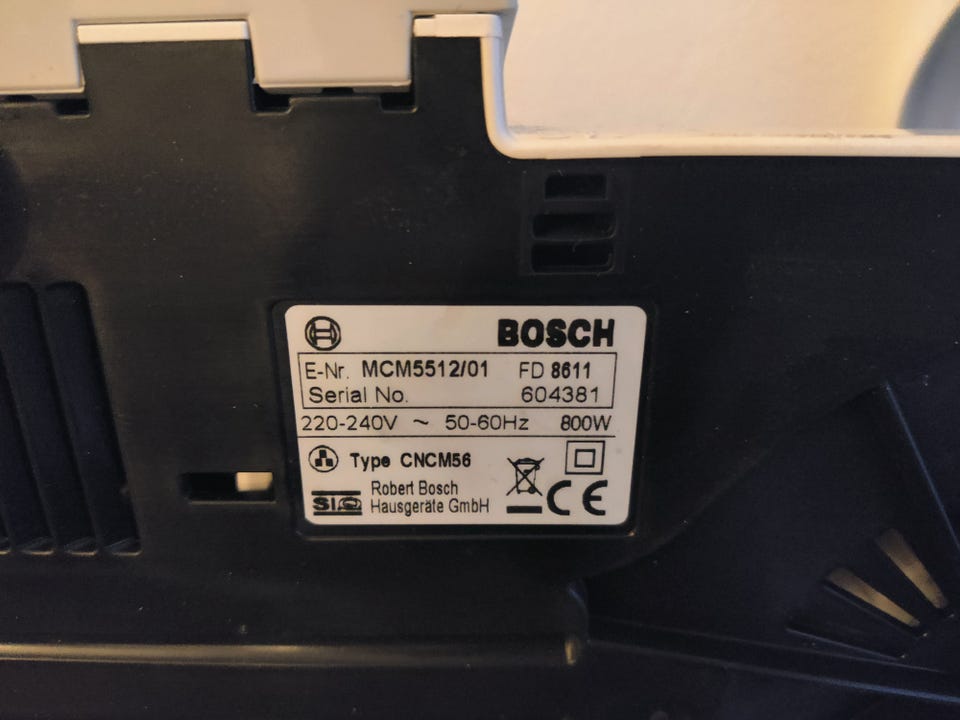 BOSCH
E-Nr. MCM5512/01 FD 8611
Serial No. 604381
220-240V ~ 50-60Hz 800W
Type CNCM56
Robert Bosch
Hausgeräte GmbH
SIQ
CE